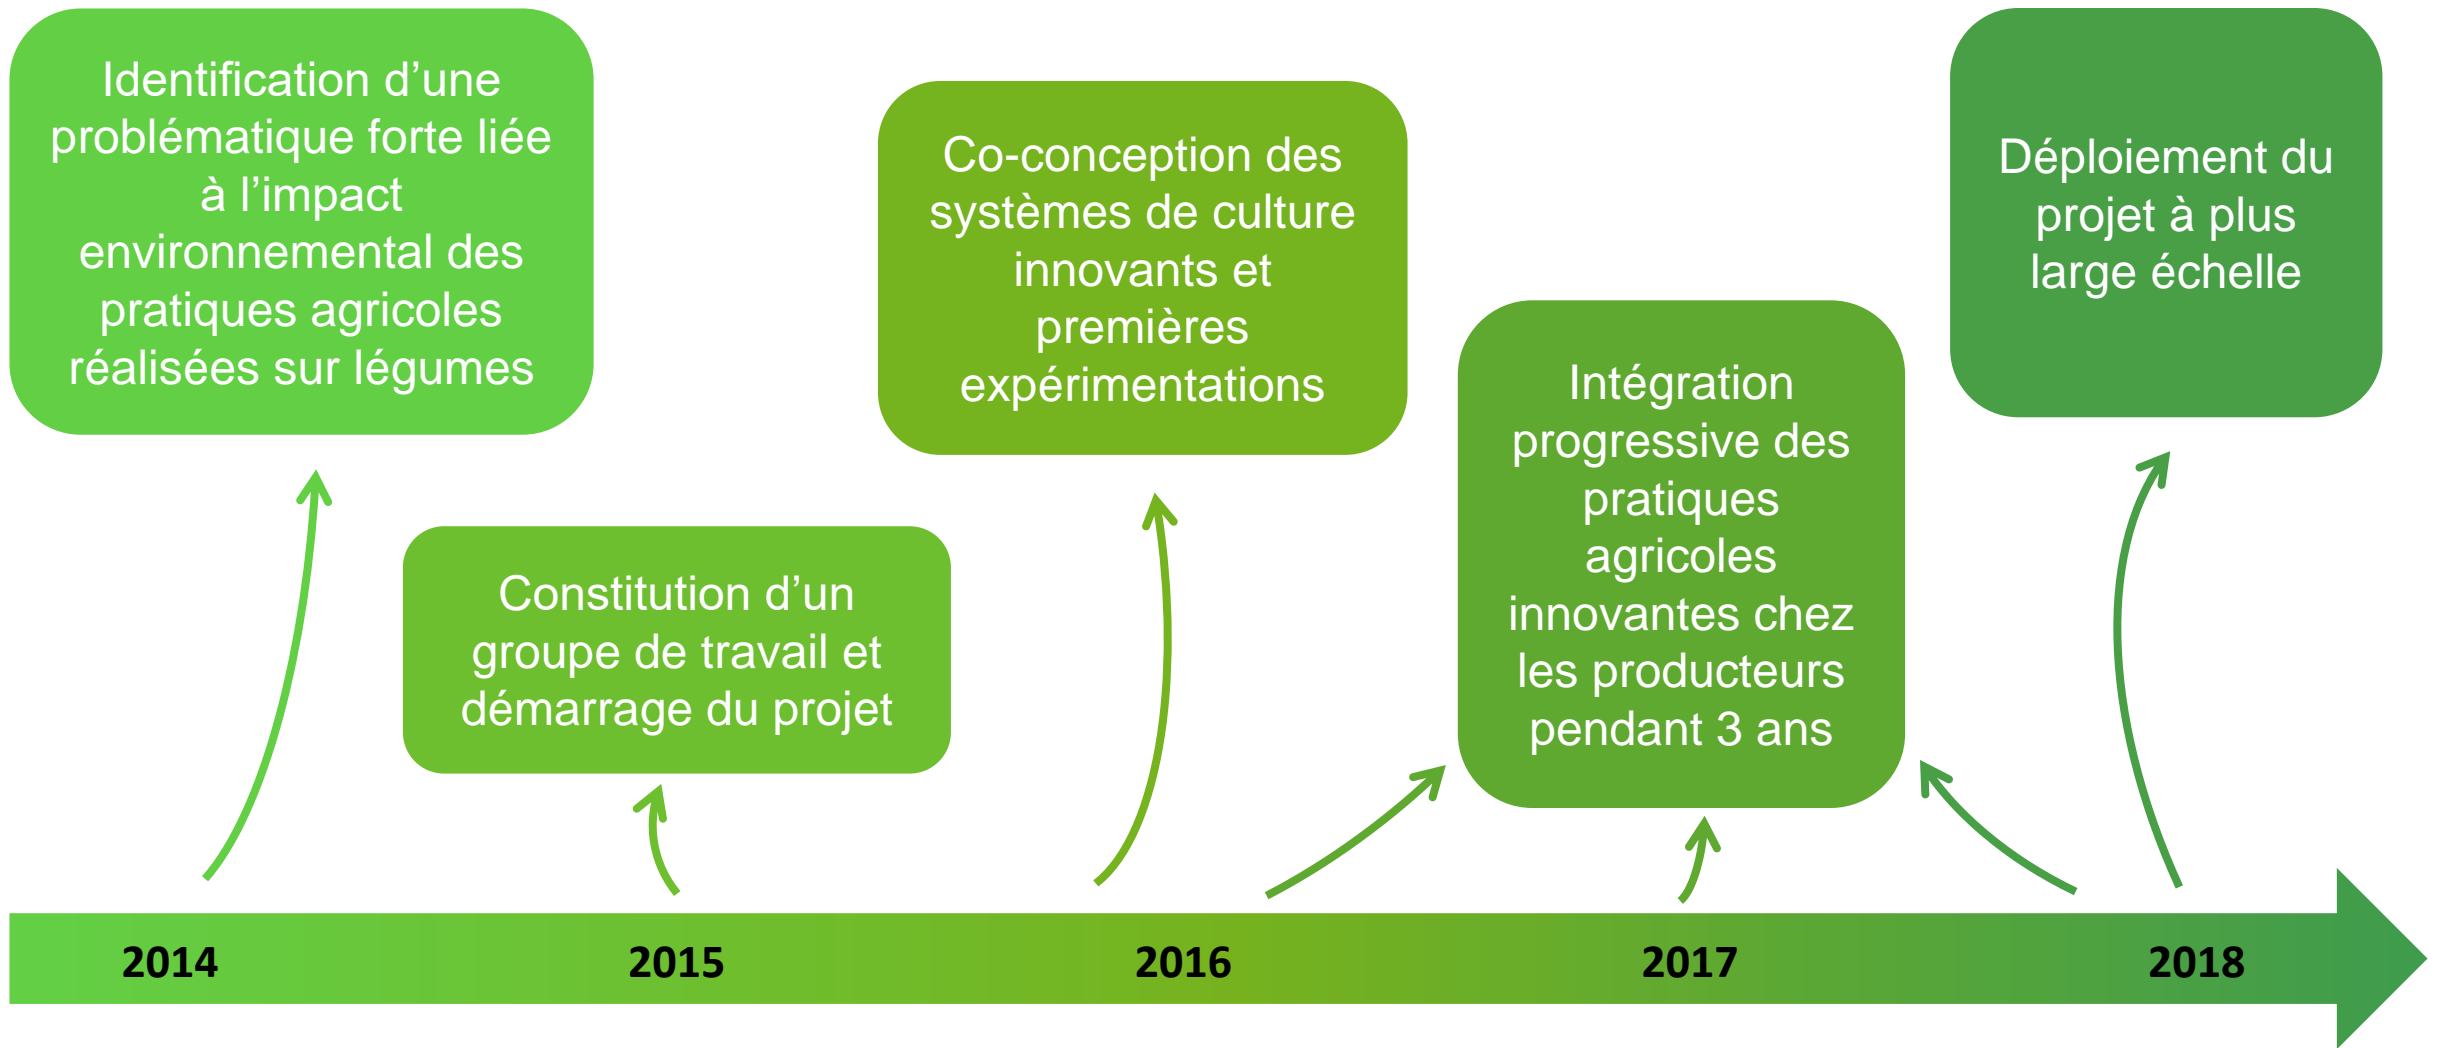 Identification d’une
problématique forte liée
à l’impact
environnemental des
pratiques agricoles
réalisées sur légumes
Constitution d’un
groupe de travail et
démarrage du projet
Co-conception des
systèmes de culture
innovants et
premières
expérimentations
Intégration
progressive des
pratiques
agricoles
innovantes chez
les producteurs
pendant 3 ans
Déploiement du
projet à plus
large échelle
2014
2015
2016
2017
2018